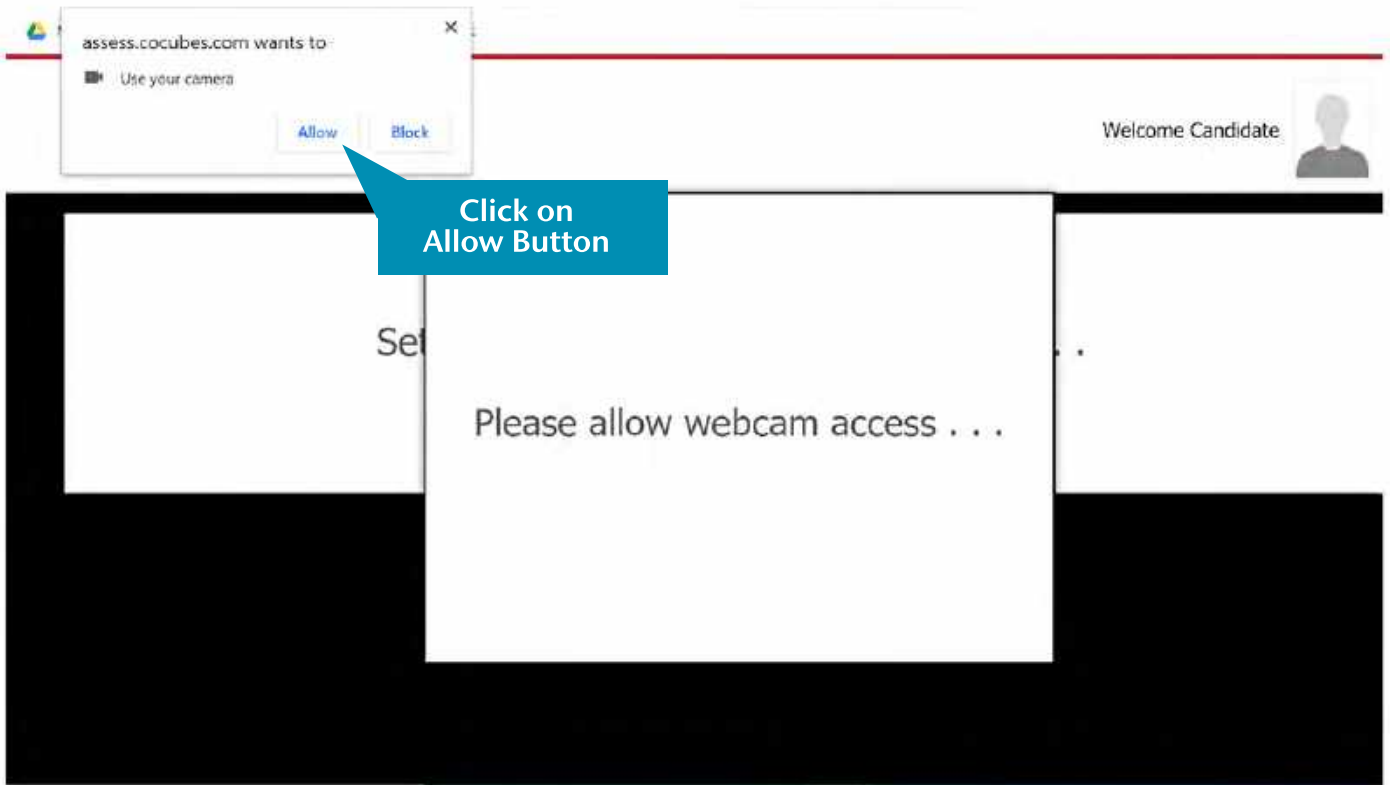 assess.cocubes.com wants to
Use your camera
Allow
Block
Welcome Candidate
Click on
Allow Button
Please allow webcam access . . .